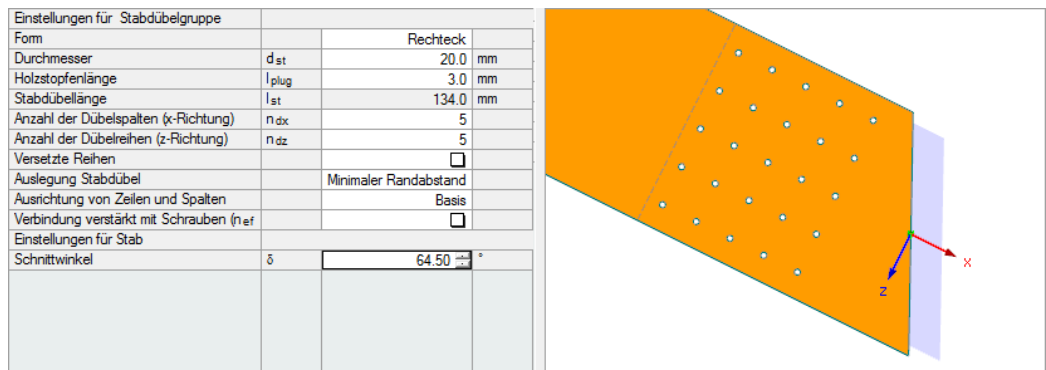 Einstellungen für Stabdübelgruppe
Form Rechteck
Durchmesser d st 20.0 mm
Holzstopfenlänge l plug 3.0 mm
Stabdübellänge l st 134.0 mm
Anzahl der Dübelspalten (x-Richtung) n dx 5
Anzahl der Dübelreihen (z-Richtung) n dz 5
Versetzte Reihen
Auslegung Stabdübel Minimaler Randabstand
Ausrichtung von Zeilen und Spalten Basis
Verbindung verstärkt mit Schrauben (n ef
Einstellungen für Stab
Schnittwinkel δ 64.50 °
x
z